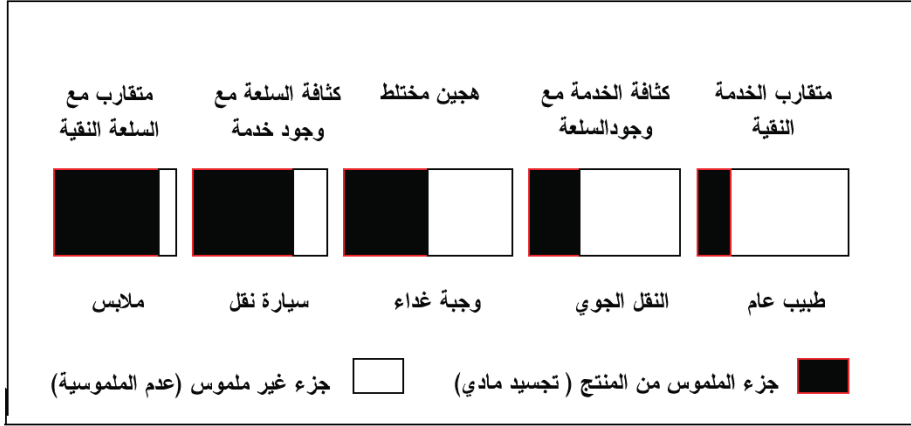 متقارب الخدمة
النقية
كثافة الخدمة مع
وجودالسلعة
هجين مختلط
كثافة السلعة مع
وجود خدمة
متقارب مع
السلعة النقية
طبيب عام
النقل الجوي
وجبة غداء
سيارة نقل
ملابس
جزء الملموس من المنتج ( تجسيد مادي)
جزء غير ملموس (عدم الملموسية)